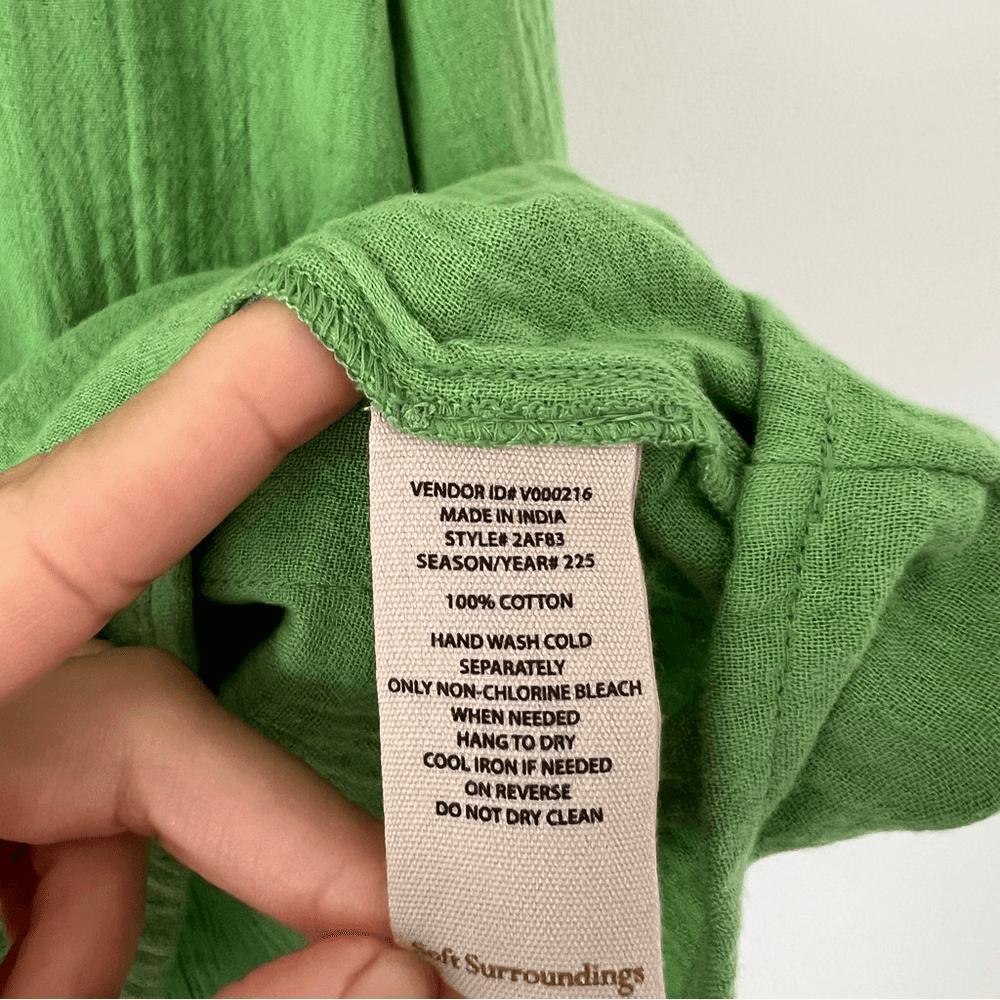 VENDOR ID# V000216
MADE IN INDIA
STYLE# 2AF83
SEASON/YEAR# 225
100% COTTON
HAND WASH COLD
SEPARATELY
ONLY NON-CHLORINE BLEACH
WHEN NEEDED
HANG TO DRY
COOL IRON IF NEEDED
ON REVERSE
DO NOT DRY CLEAN
Soft Surroundings